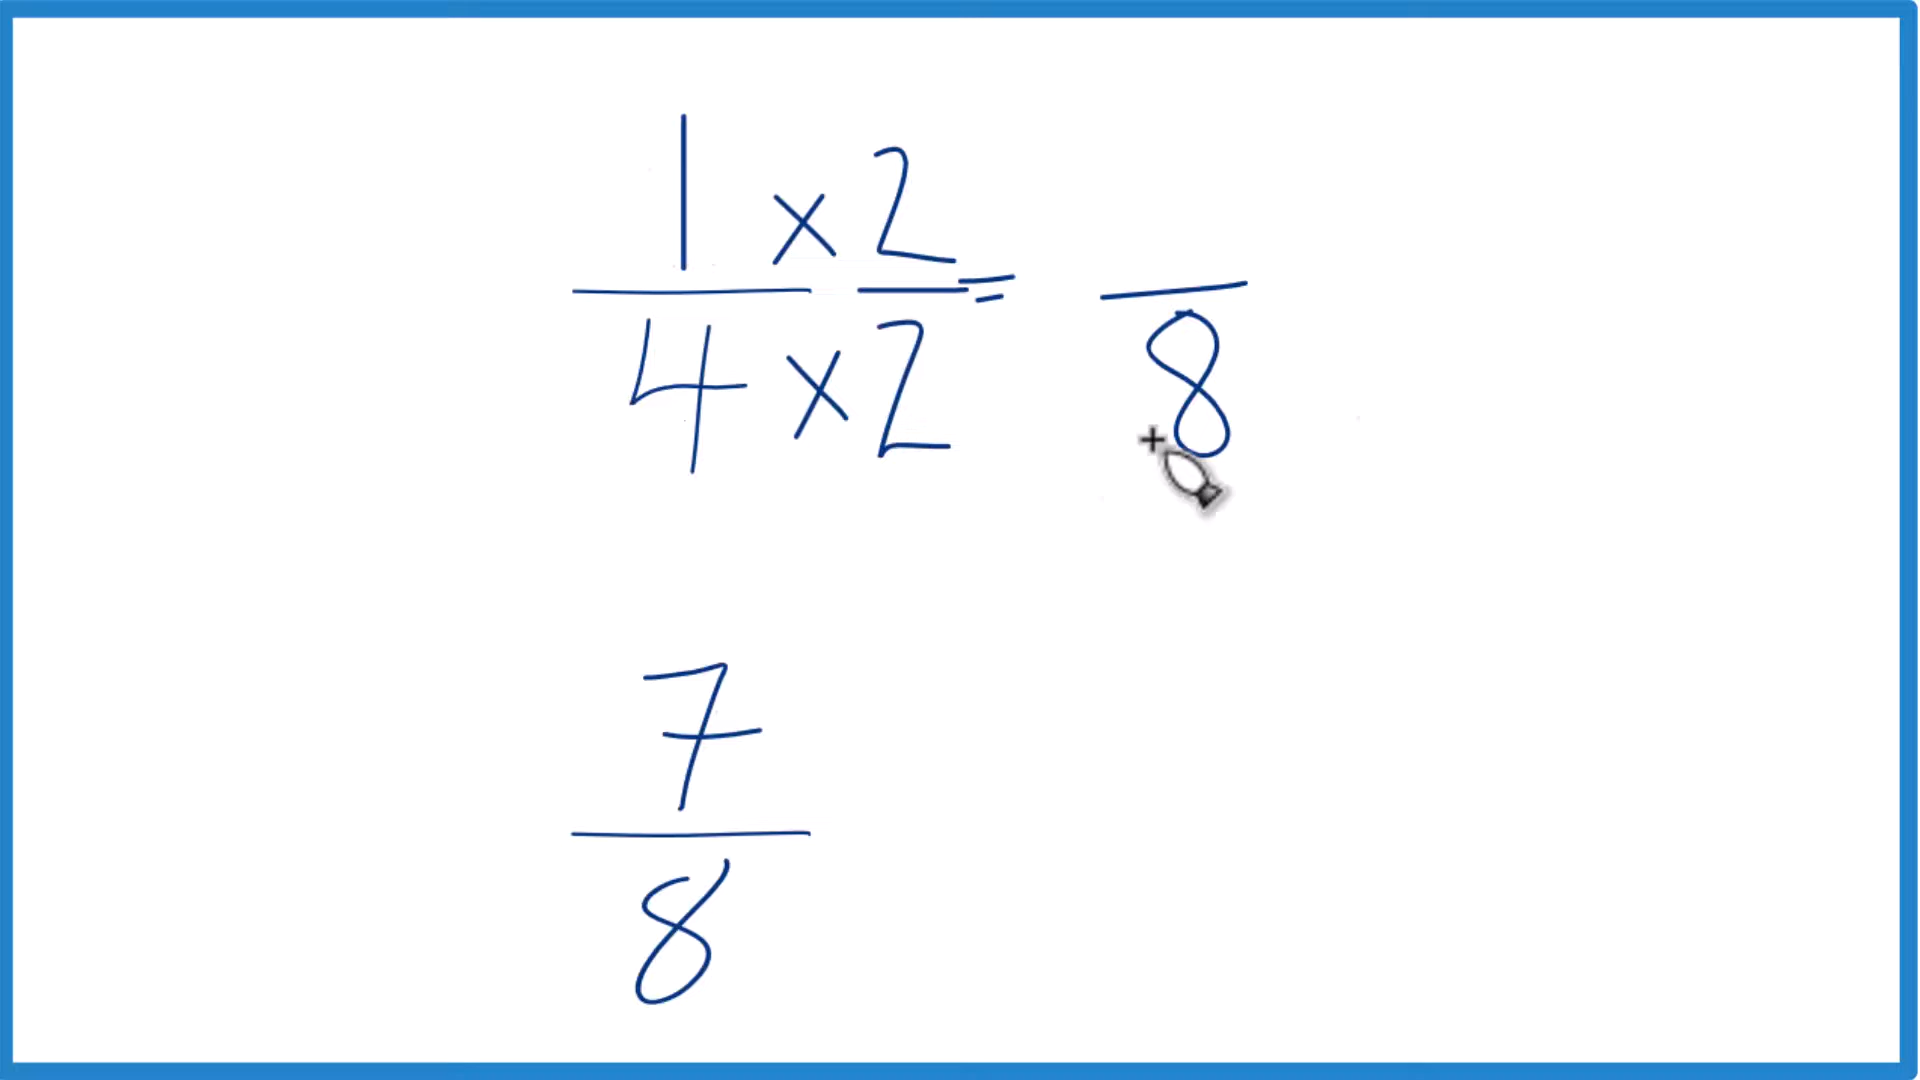 1 × 2
4 × 2 = 8
7
8